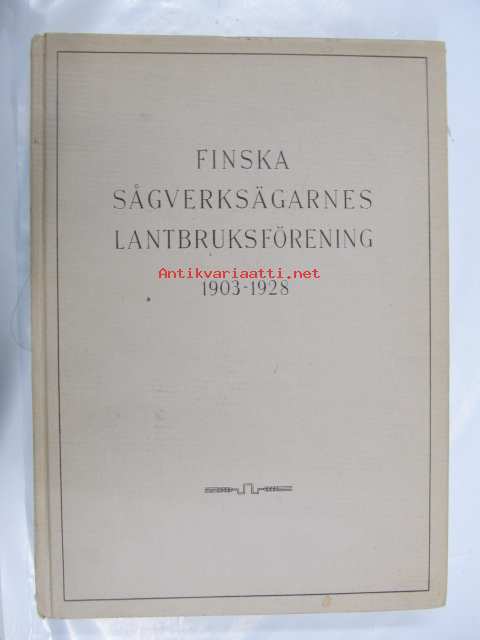 FINSKA
SÅGVERKSÄGARNES
LANTBRUKSFÖRENING
Antikvariaatti.net
1903-1928